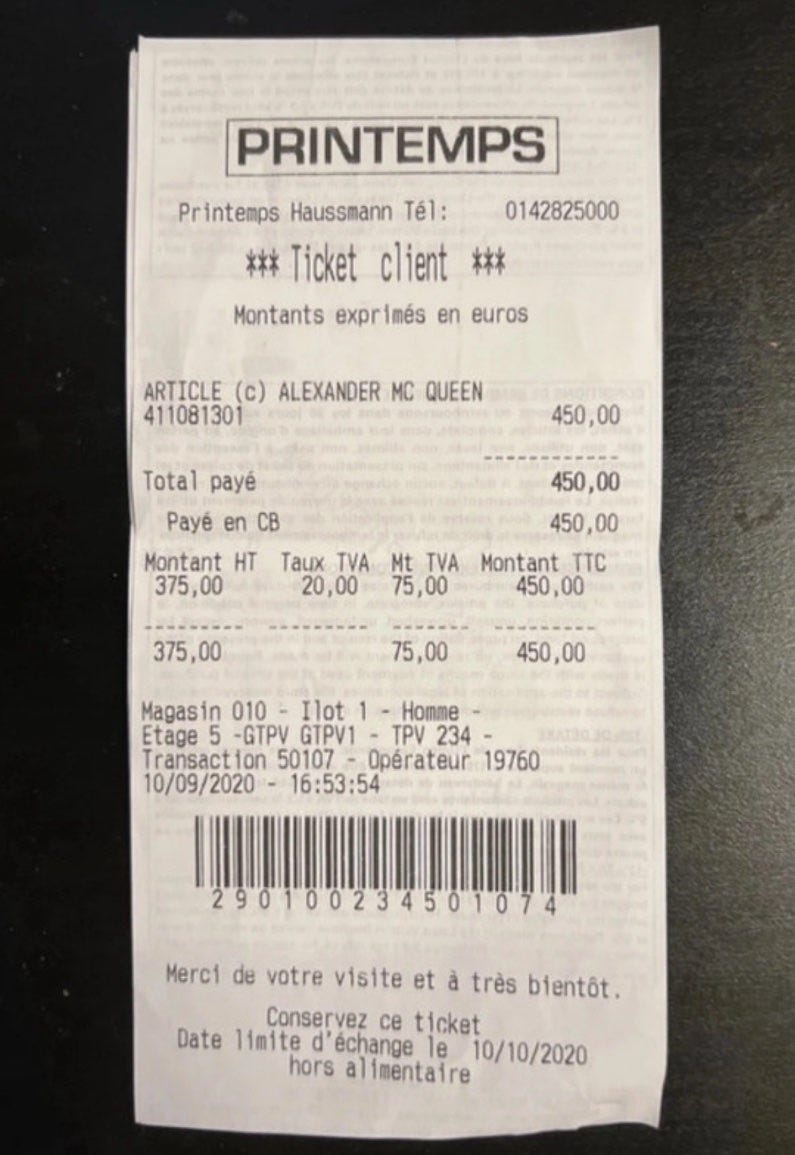 PRINTEMPS
Printemps Haussmann Tél: 0142825000
*** Ticket client ***
Montants exprimés en euros
ARTICLE (c) ALEXANDER MC QUEEN
411081301 450,00
Total payé 450,00
Payé en CB 450,00
Montant HT Taux TVA Mt TVA Montant TTC
375,00 20,00 75,00 450,00
375,00 75,00 450,00
Magasin 010 - Ilot 1 - Homme -
Etage 5 -GTPV GTPV1 - TPV 234 -
Transaction 50107 - Opérateur 19760
10/09/2020 - 16:53:54
290100234501074
Merci de votre visite et à très bientôt.
Conservez ce ticket
Date limite d'échange le 10/10/2020
hors alimentaire